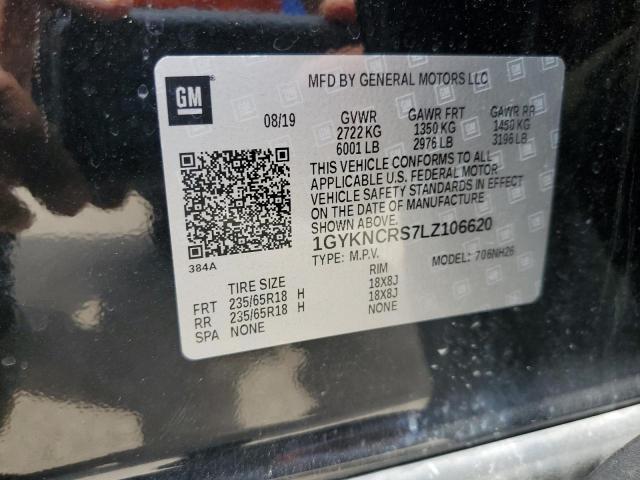 GM
MFD BY GENERAL MOTORS LLC
08/19 GVWR GAWR FRT GAWR RR
2722 KG 1350 KG 1450 KG
6001 LB 2976 LB 3196 LB
THIS VEHICLE CONFORMS TO ALL
APPLICABLE U.S. FEDERAL MOTOR
VEHICLE SAFETY STANDARDS IN EFFECT
ON THE DATE OF MANUFACTURE
1GYKNCRS7LZ106620
384A TYPE: M.P.V. MODEL: 706NH26
TIRE SIZE RIM
FRT 235/65R18 H 18X8J
RR 235/65R18 H 18X8J
SPA NONE NONE